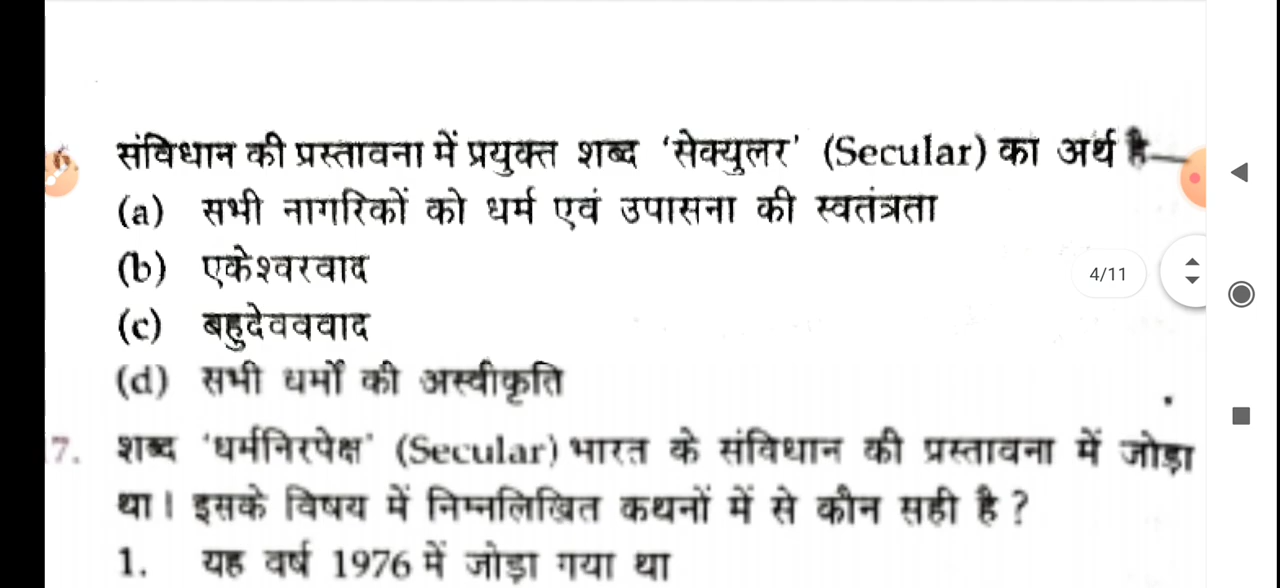 6. संविधान की प्रस्तावना में प्रयुक्त शब्द 'सेक्युलर' (Secular) का अर्थ है—
(a) सभी नागरिकों को धर्म एवं उपासना की स्वतंत्रता
(b) एकेश्वरवाद
4/11
(c) बहुदेवववाद
(d) सभी धर्मों की अस्वीकृति
7. शब्द 'धर्मनिरपेक्ष' (Secular) भारत के संविधान की प्रस्तावना में जोड़ा
था। इसके विषय में निम्नलिखित कथनों में से कौन सही है ?
1. यह वर्ष 1976 में जोड़ा गया था